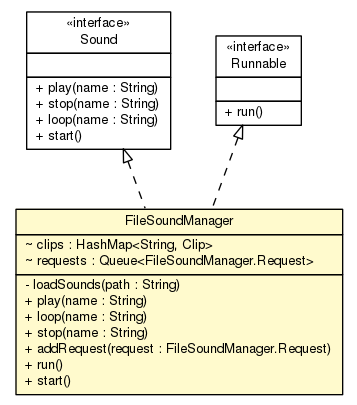 «interface»
Sound
+ play(name : String)
+ stop(name : String)
+ loop(name : String)
+ start()
«interface»
Runnable
+ run()
FileSoundManager
~ clips : HashMap<String, Clip>
~ requests : Queue<FileSoundManager.Request>
- loadSounds(path : String)
+ play(name : String)
+ loop(name : String)
+ stop(name : String)
+ addRequest(request : FileSoundManager.Request)
+ run()
+ start()